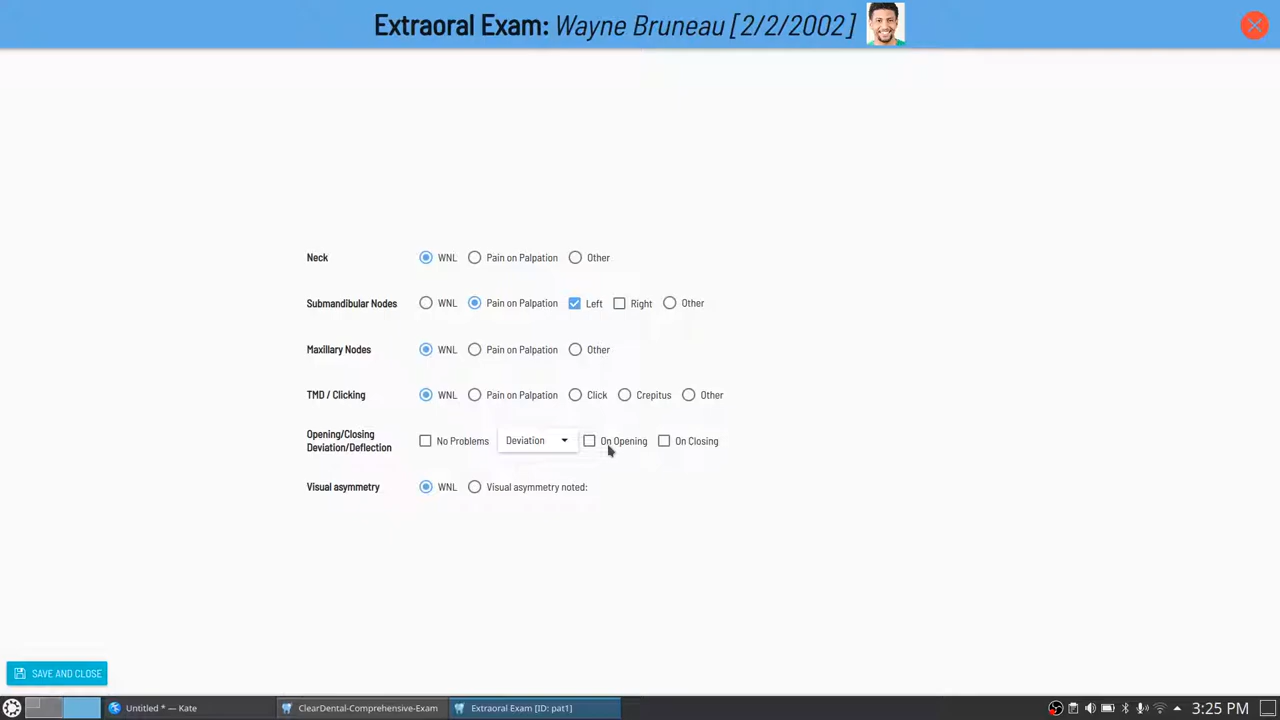 Extraoral Exam: Wayne Bruneau [2/2/2002]
Neck WNL Pain on Palpation Other
Submandibular Nodes WNL Pain on Palpation Left Right Other
Maxillary Nodes WNL Pain on Palpation Other
TMD / Clicking WNL Pain on Palpation Click Crepitus Other
Opening/Closing
Deviation/Deflection No Problems Deviation On Opening On Closing
Visual asymmetry WNL Visual asymmetry noted:
SAVE AND CLOSE
Untitled * — Kate ClearDental-Comprehensive-Exam Extraoral Exam [ID: pat1] 3:25 PM